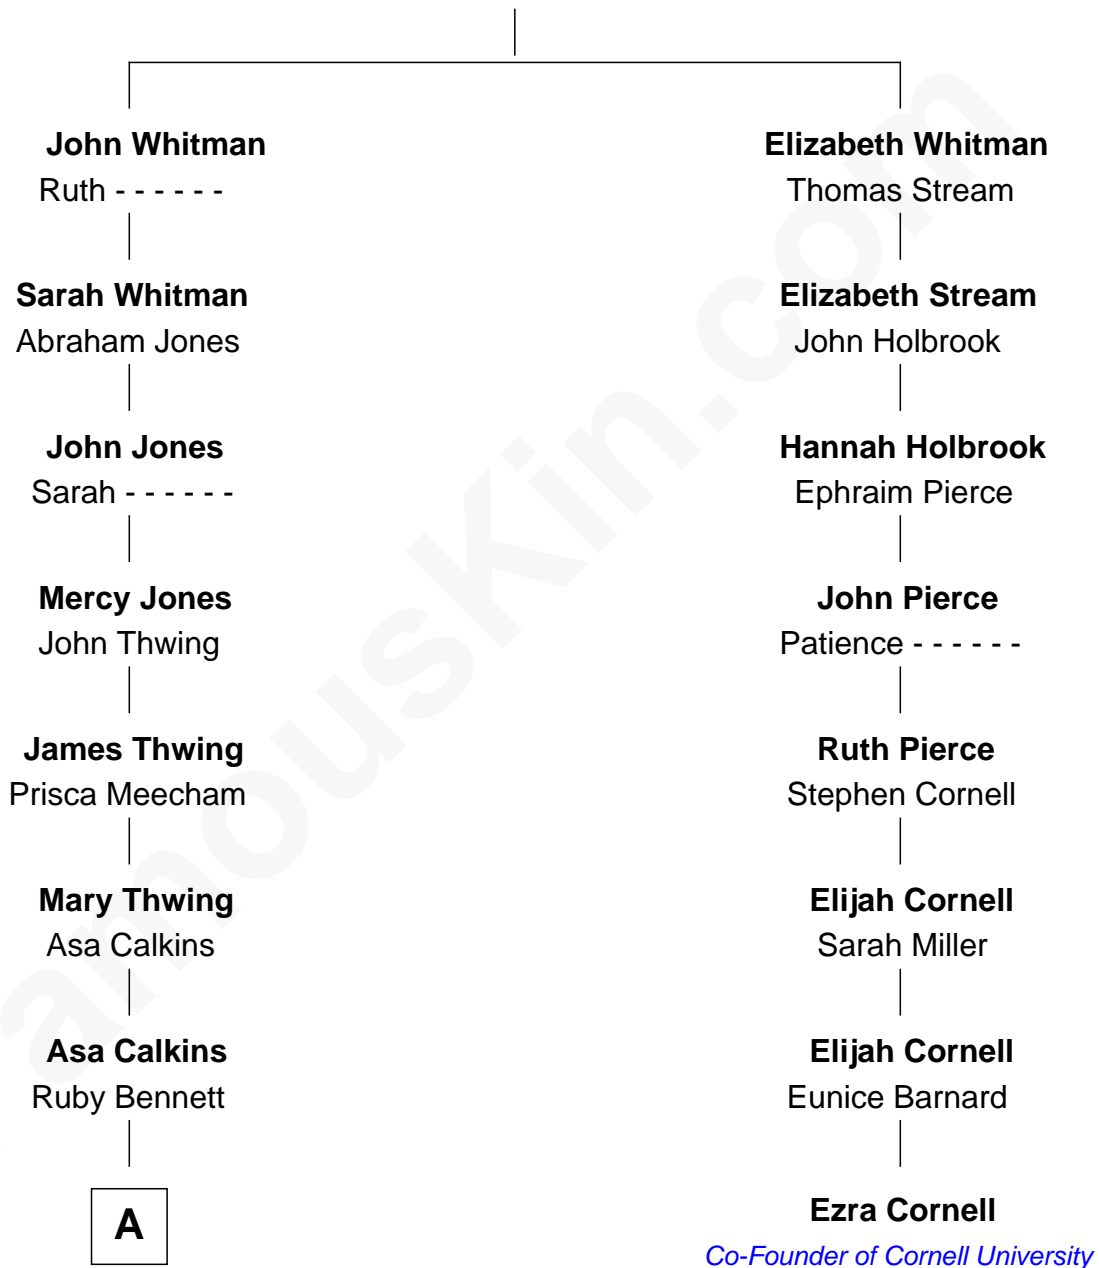 John Whitman
Ruth - - - - - -
Elizabeth Whitman
Thomas Stream
Sarah Whitman
Abraham Jones
Elizabeth Stream
John Holbrook
John Jones
Sarah - - - - - -
Hannah Holbrook
Ephraim Pierce
Mercy Jones
John Thwing
John Pierce
Patience - - - - - -
James Thwing
Prisca Meecham
Ruth Pierce
Stephen Cornell
Mary Thwing
Asa Calkins
Elijah Cornell
Sarah Miller
Asa Calkins
Ruby Bennett
Elijah Cornell
Eunice Barnard
A
Ezra Cornell
Co-Founder of Cornell University
amouskin.com